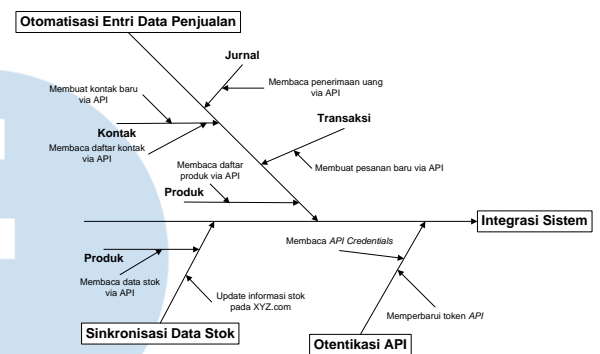 Otomatisasi Entri Data Penjualan
Jurnal
Membaca penerimaan uang
via API
Membuat kontak baru
via API
Kontak
Membaca daftar kontak
via API
Transaksi
Membuat pesanan baru via API
Membaca daftar
produk via API
Produk
Integrasi Sistem
Produk
Membaca data stok
via API
Update informasi stok
pada XYZ.com
Sinkronisasi Data Stok
Membaca API Credentials
Memperbarui token API
Otentikasi API